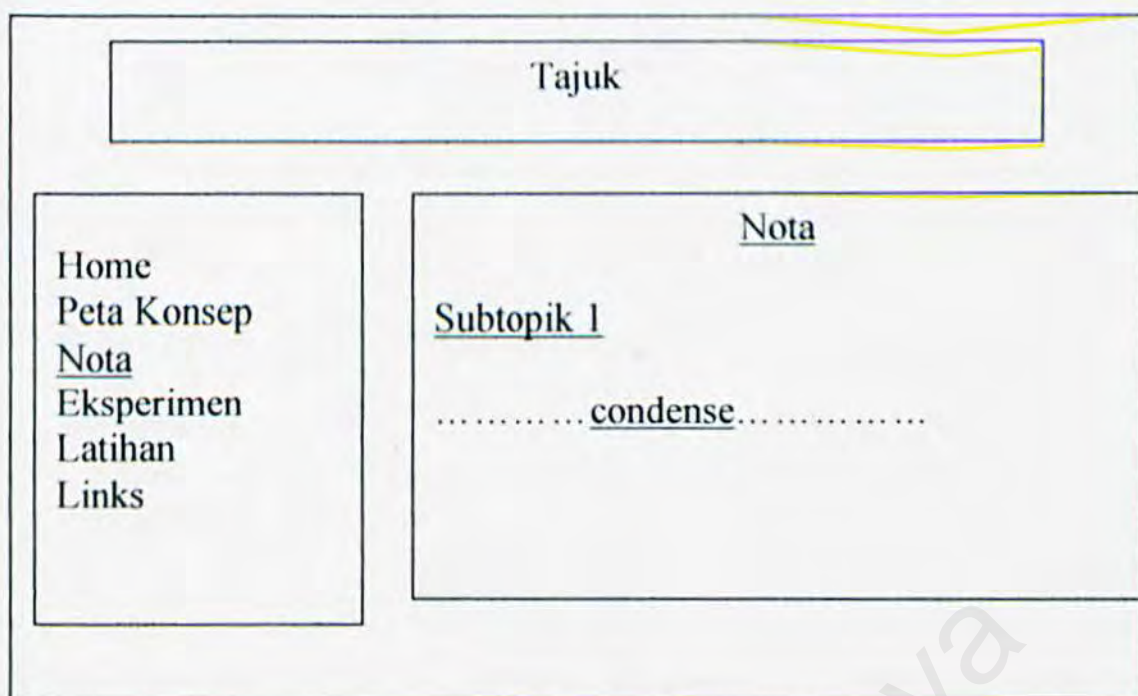 Tajuk
Home
Peta Konsep
Nota
Eksperimen
Latihan
Links
Nota
Subtopik 1
…………condense……………